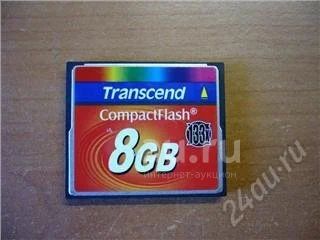 Transcend
CompactFlash®
133x
8GB
.ru
интернет-аукцион
24au.ru